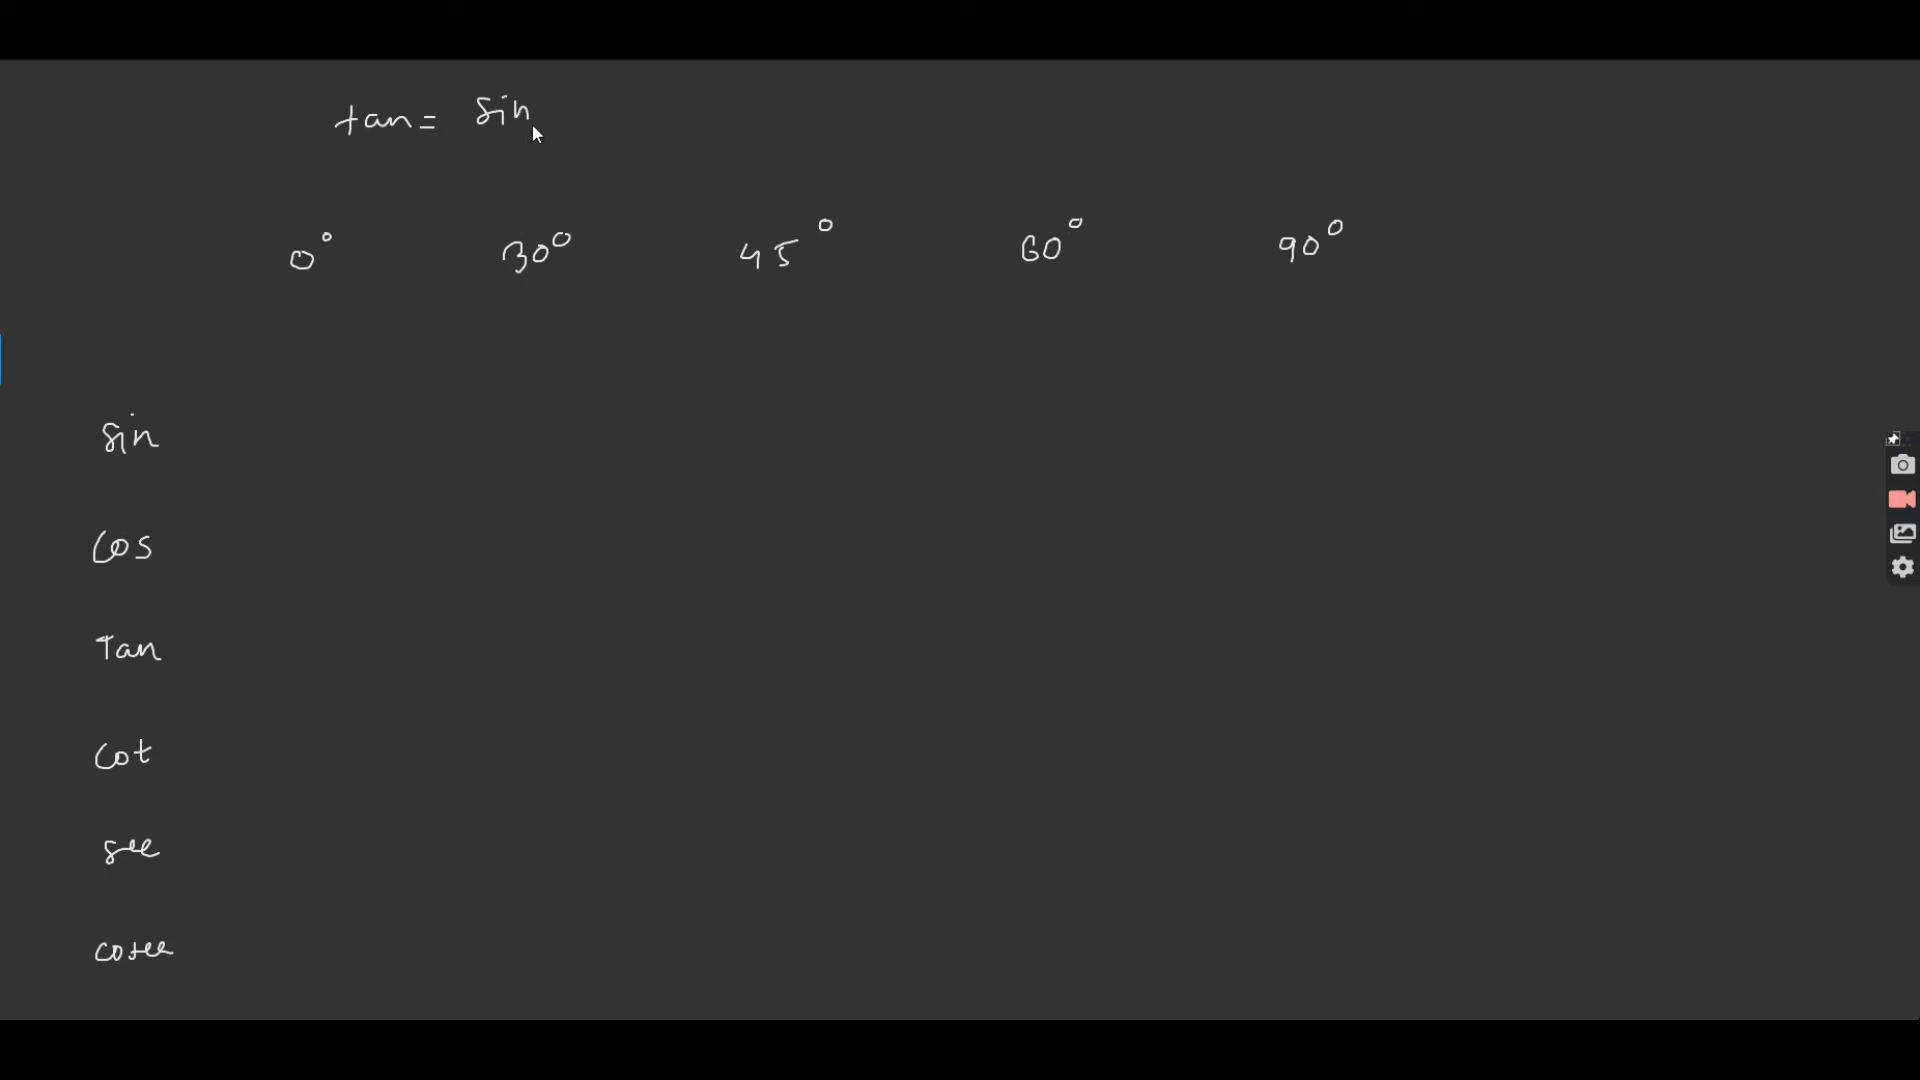 tan = sin
0° 30° 45° 60° 90°
sin
cos
Tan
cot
sec
cosec